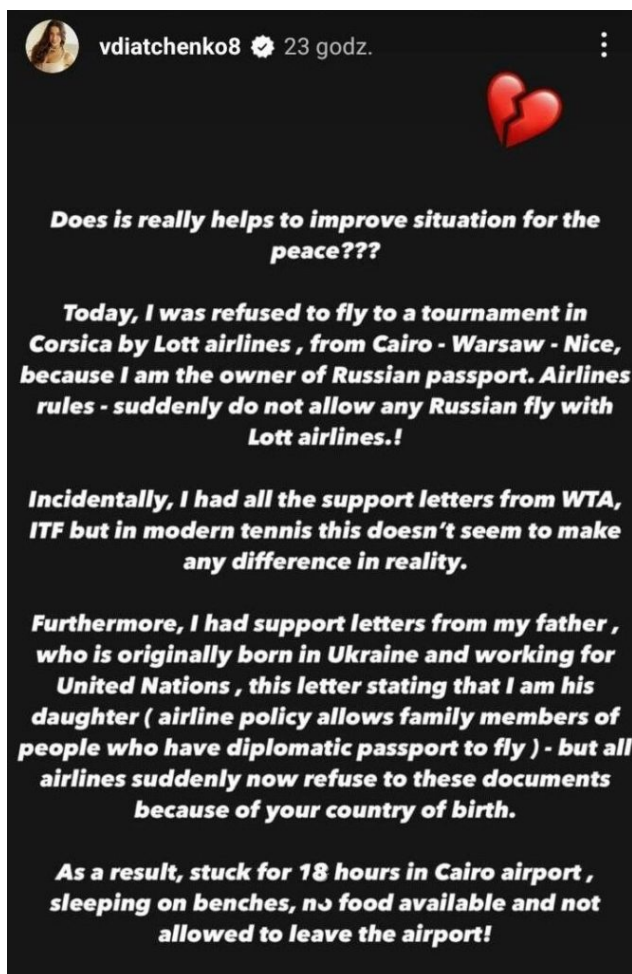 vdiatchenko8 23 godz.
Does is really helps to improve situation for the
peace???
Today, I was refused to fly to a tournament in
Corsica by Lott airlines , from Cairo - Warsaw - Nice,
because I am the owner of Russian passport. Airlines
rules - suddenly do not allow any Russian fly with
Lott airlines.!
Incidentally, I had all the support letters from WTA,
ITF but in modern tennis this doesn't seem to make
any difference in reality.
Furthermore, I had support letters from my father ,
who is originally born in Ukraine and working for
United Nations , this letter stating that I am his
daughter ( airline policy allows family members of
people who have diplomatic passport to fly ) - but all
airlines suddenly now refuse to these documents
because of your country of birth.
As a result, stuck for 18 hours in Cairo airport ,
sleeping on benches, no food available and not
allowed to leave the airport!